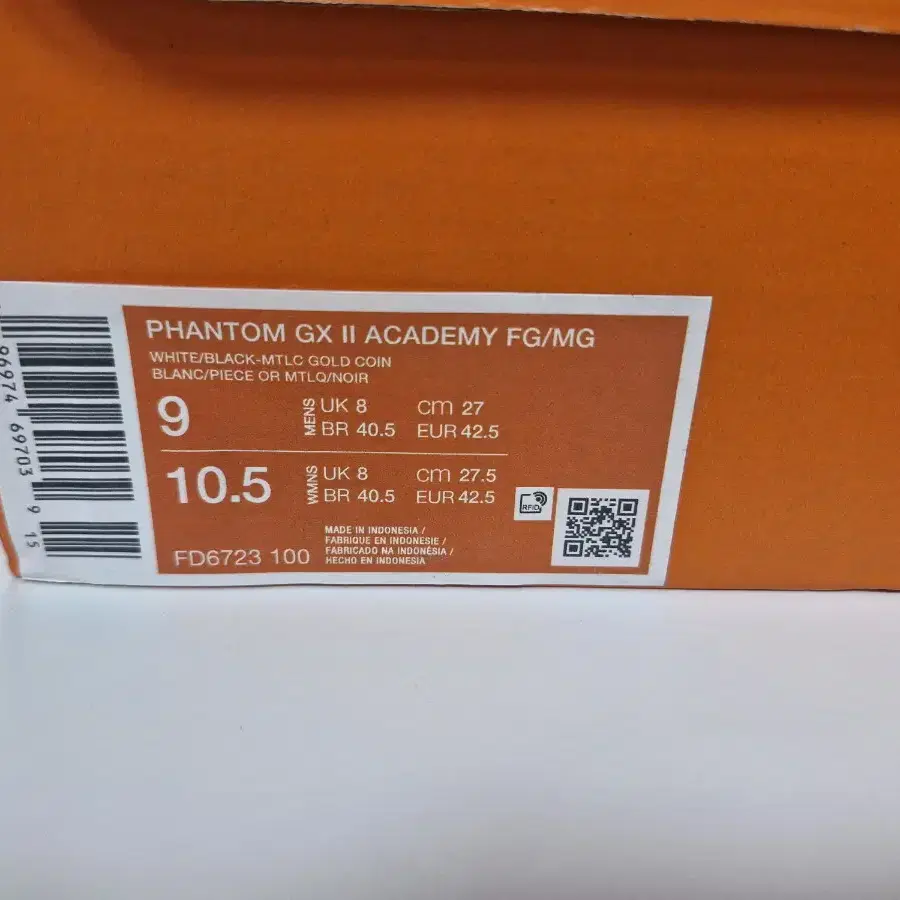 PHANTOM GX II ACADEMY FG/MG
WHITE/BLACK-MTLC GOLD COIN
BLANC/PIECE OR MTLQ/NOIR
9 MENS UK 8 cm 27
BR 40.5 EUR 42.5
10.5 WMNS UK 8 cm 27.5
BR 40.5 EUR 42.5
RFID
MADE IN INDONESIA /
FABRIQUE EN INDONESIE /
FABRICADO NA INDONÉSIA /
HECHO EN INDONESIA
FD6723 100
96974 69703 9 15